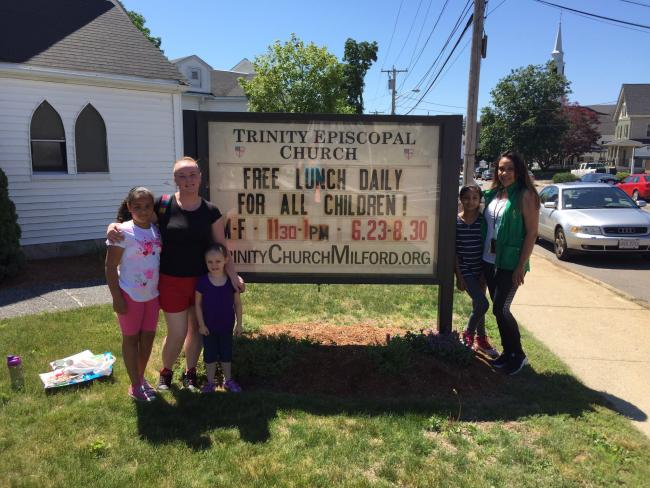 TRINITY EPISCOPAL
CHURCH
FREE LUNCH DAILY
FOR ALL CHILDREN!
M-F - 11:30-1PM - 6.23-8.30
TRINITYCHURCHMILFORD.ORG